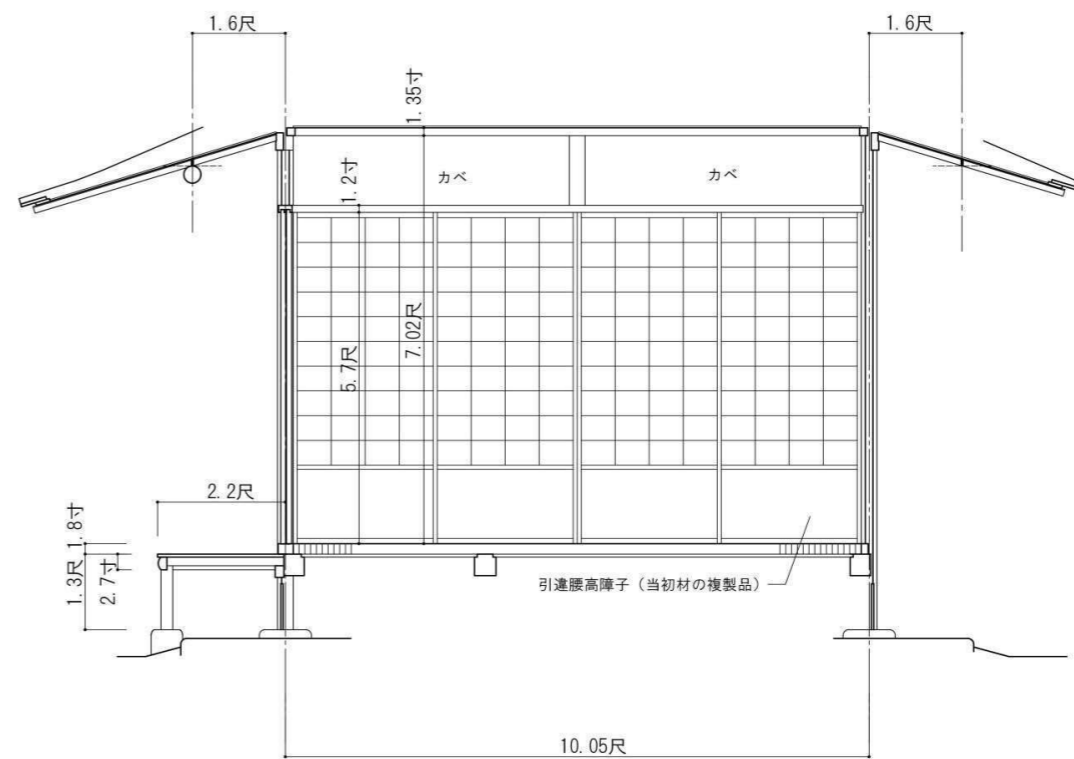 1.6尺
1.6尺
1.35寸
カベ
カベ
1.2寸
7.02尺
5.7尺
2.2尺
1.8寸
1.3尺
2.7寸
引違腰高障子（当初材の複製品）
10.05尺